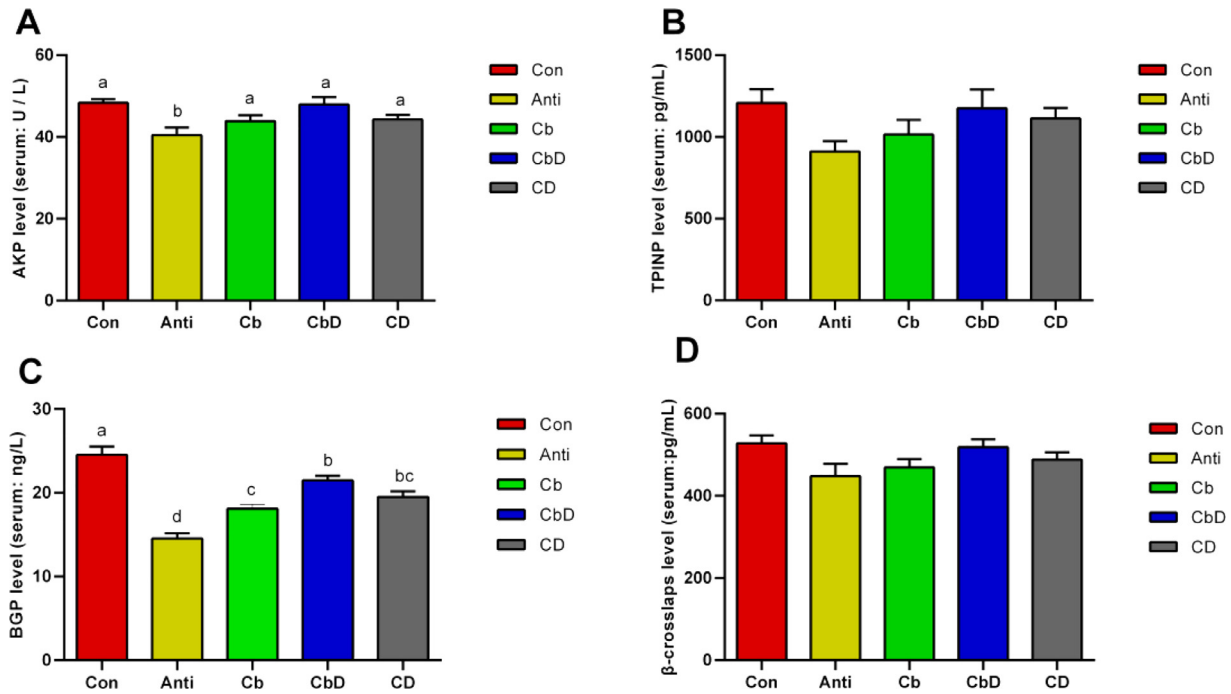 A
AKP level (serum: U / L)
60
40
20
0
a
b
a
a
a
Con
Anti
Cb
CbD
CD
Con
Anti
Cb
CbD
CD
B
TPINP level (serum: pg/mL)
1500
1000
500
0
Con
Anti
Cb
CbD
CD
Con
Anti
Cb
CbD
CD
C
BGP level (serum: ng/L)
30
20
10
0
a
d
c
b
bc
Con
Anti
Cb
CbD
CD
Con
Anti
Cb
CbD
CD
D
β-crosslaps level (serum:pg/mL)
600
400
200
0
Con
Anti
Cb
CbD
CD
Con
Anti
Cb
CbD
CD